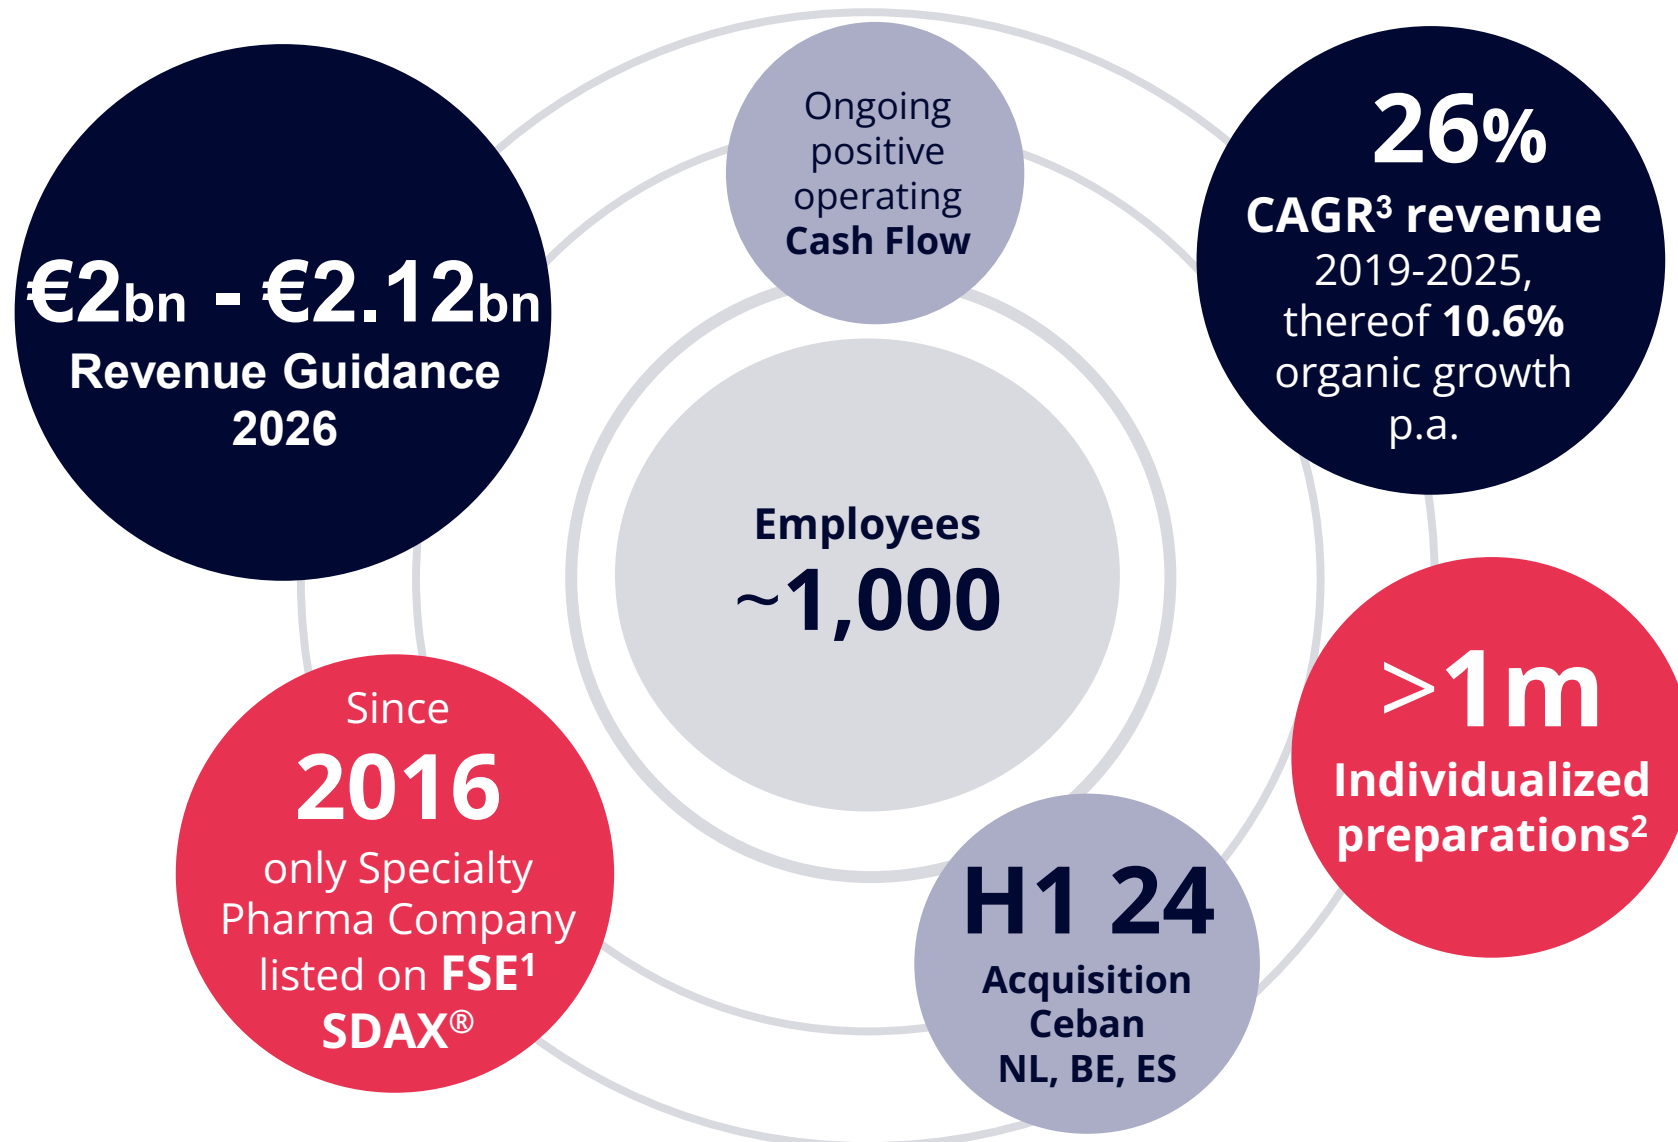 €2bn - €2.12bn
Revenue Guidance
2026
Ongoing
positive
operating
Cash Flow
26%
CAGR³ revenue
2019-2025,
thereof 10.6%
organic growth
p.a.
Employees
~1,000
Since
2016
only Specialty
Pharma Company
listed on FSE¹
SDAX®
H1 24
Acquisition
Ceban
NL, BE, ES
>1m
Individualized
preparations²